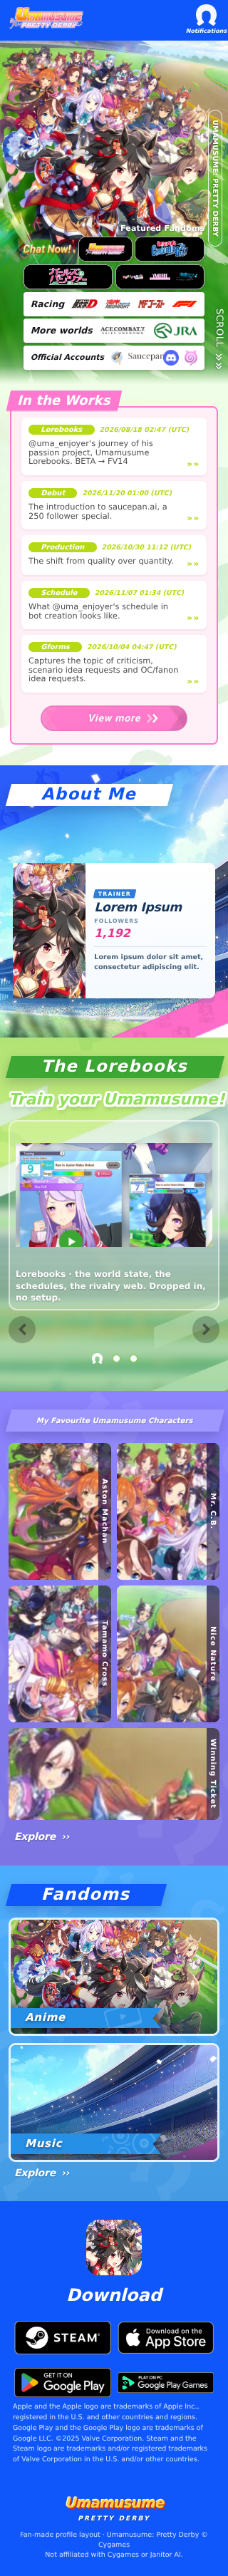 Umamusume
PRETTY DERBY
Notifications
UMAMUSUME: PRETTY DERBY
Featured Fandoms
Chat Now!
SCROLL
Racing
F1
More worlds
ACE COMBAT
JRA
Official Accounts
Saucepan
In the Works
Lorebooks 2026/08/18 02:47 (UTC)
@uma_enjoyer's journey of his
passion project, Umamusume
Lorebooks. BETA → FV14
Debut 2026/11/20 01:00 (UTC)
The introduction to saucepan.ai, a
250 follower special.
Production 2026/10/30 11:12 (UTC)
The shift from quality over quantity.
Schedule 2026/11/07 01:34 (UTC)
What @uma_enjoyer's schedule in
bot creation looks like.
Gforms 2026/10/04 04:47 (UTC)
Captures the topic of criticism,
scenario idea requests and OC/fanon
idea requests.
View more
About Me
TRAINER
Lorem Ipsum
FOLLOWERS
1,192
Lorem ipsum dolor sit amet,
consectetur adipiscing elit.
The Lorebooks
Train your Umamusume!
Lorebooks · the world state, the
schedules, the rivalry web. Dropped in,
no setup.
My Favourite Umamusume Characters
Aston Machan
Mr. C.B.
Tamamo Cross
Nice Nature
Winning Ticket
Explore ››
Fandoms
Anime
Music
Explore ››
Download
STEAM
Download on the
App Store
GET IT ON
Google Play
PLAY ON PC
Google Play Games
Apple and the Apple logo are trademarks of Apple Inc.,
registered in the U.S. and other countries and regions.
Google Play and the Google Play logo are trademarks of
Google LLC. ©2025 Valve Corporation. Steam and the
Steam logo are trademarks and/or registered trademarks
of Valve Corporation in the U.S. and/or other countries.
Umamusume
PRETTY DERBY
Fan-made profile layout · Umamusume: Pretty Derby ©
Cygames
Not affiliated with Cygames or Janitor AI.